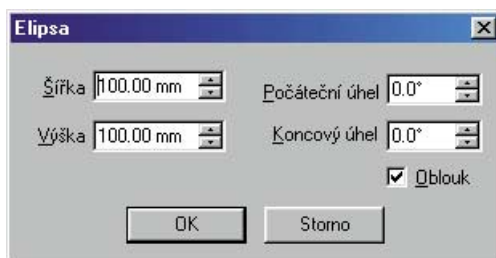 Elipsa
Šířka 100.00 mm
Počáteční úhel 0.0°
Výška 100.00 mm
Koncový úhel 0.0°
Oblouk
OK Storno